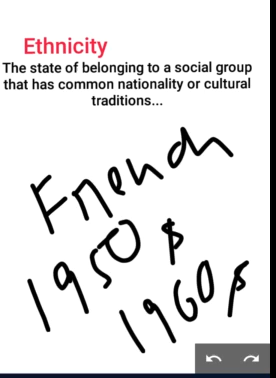 Ethnicity
The state of belonging to a social group
that has common nationality or cultural
traditions...
French
1950s
1960s